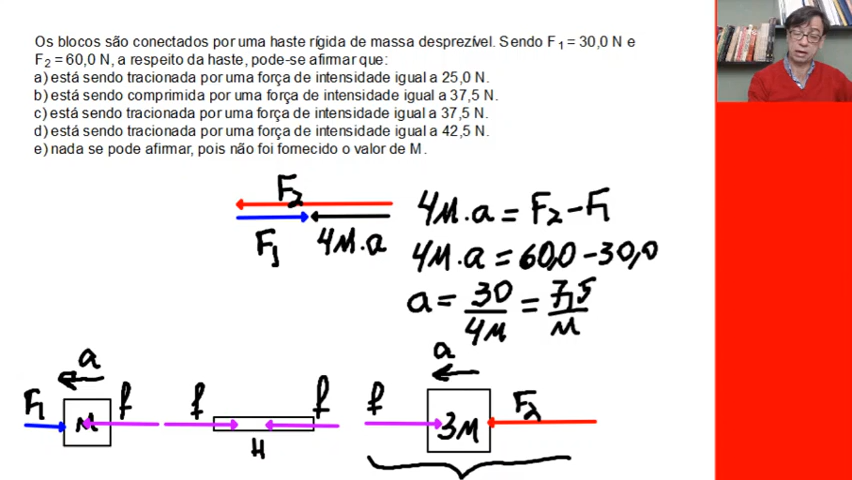 Os blocos são conectados por uma haste rígida de massa desprezível. Sendo F₁ = 30,0 N e
F₂ = 60,0 N, a respeito da haste, pode-se afirmar que:
a) está sendo tracionada por uma força de intensidade igual a 25,0 N.
b) está sendo comprimida por uma força de intensidade igual a 37,5 N.
c) está sendo tracionada por uma força de intensidade igual a 37,5 N.
d) está sendo tracionada por uma força de intensidade igual a 42,5 N.
e) nada se pode afirmar, pois não foi fornecido o valor de M.
F₂
F₁ 4M.a
4M.a = F₂ - F₁
4M.a = 60,0 - 30,0
a = 30/4M = 7,5/M
a
a
F₁ M f
f f
H
f 3M F₂